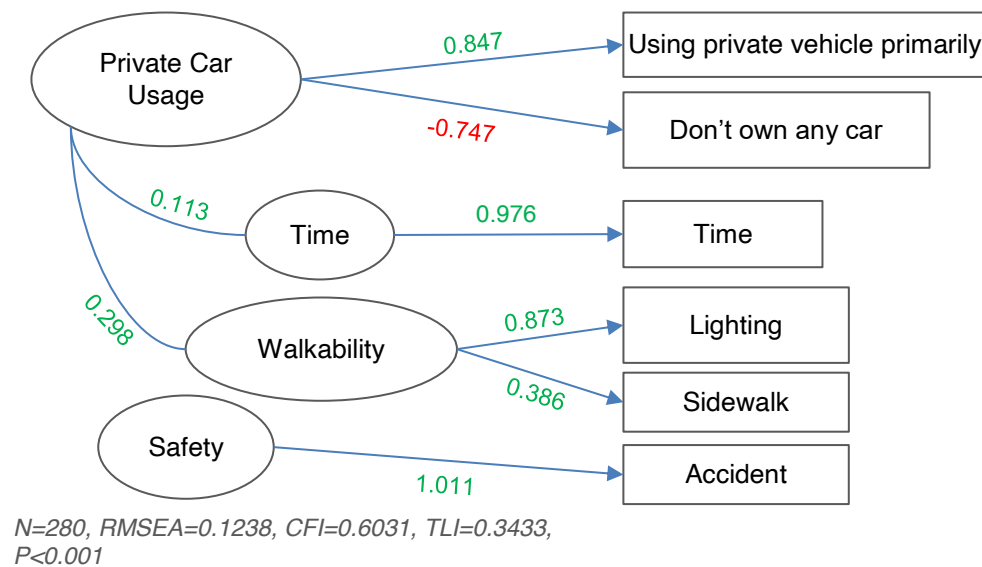 Private Car
Usage
0.847
Using private vehicle primarily
-0.747
Don't own any car
0.113
Time
0.976
Time
0.298
Walkability
0.873
Lighting
0.386
Sidewalk
Safety
1.011
Accident
N=280, RMSEA=0.1238, CFI=0.6031, TLI=0.3433,
P<0.001